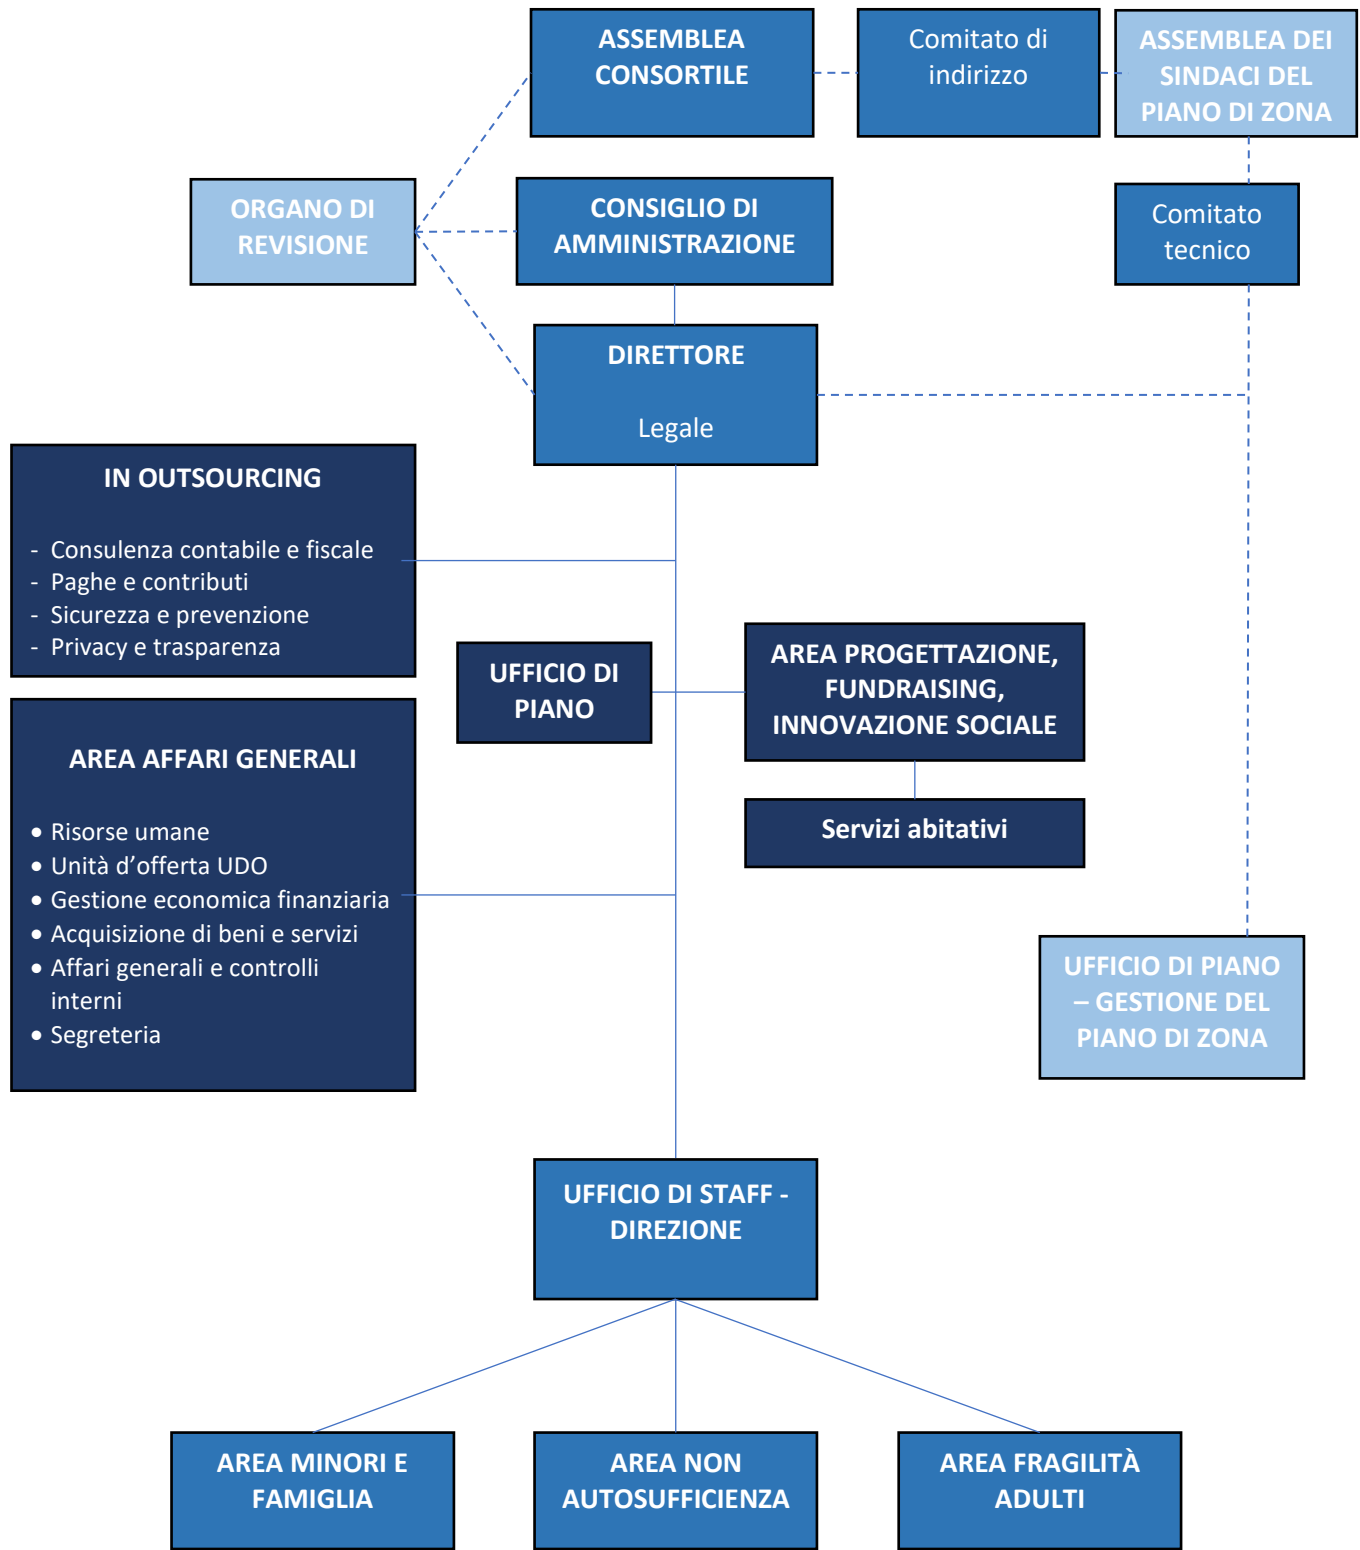 ASSEMBLEA
CONSORTILE
Comitato di
indirizzo
ASSEMBLEA DEI
SINDACI DEL
PIANO DI ZONA
ORGANO DI
REVISIONE
CONSIGLIO DI
AMMINISTRAZIONE
Comitato
tecnico
DIRETTORE
Legale
IN OUTSOURCING
- Consulenza contabile e fiscale
- Paghe e contributi
- Sicurezza e prevenzione
- Privacy e trasparenza
UFFICIO DI
PIANO
AREA PROGETTAZIONE,
FUNDRAISING,
INNOVAZIONE SOCIALE
Servizi abitativi
AREA AFFARI GENERALI
• Risorse umane
• Unità d’offerta UDO
• Gestione economica finanziaria
• Acquisizione di beni e servizi
• Affari generali e controlli
interni
• Segreteria
UFFICIO DI PIANO
– GESTIONE DEL
PIANO DI ZONA
UFFICIO DI STAFF -
DIREZIONE
AREA MINORI E
FAMIGLIA
AREA NON
AUTOSUFFICIENZA
AREA FRAGILITÀ
ADULTI